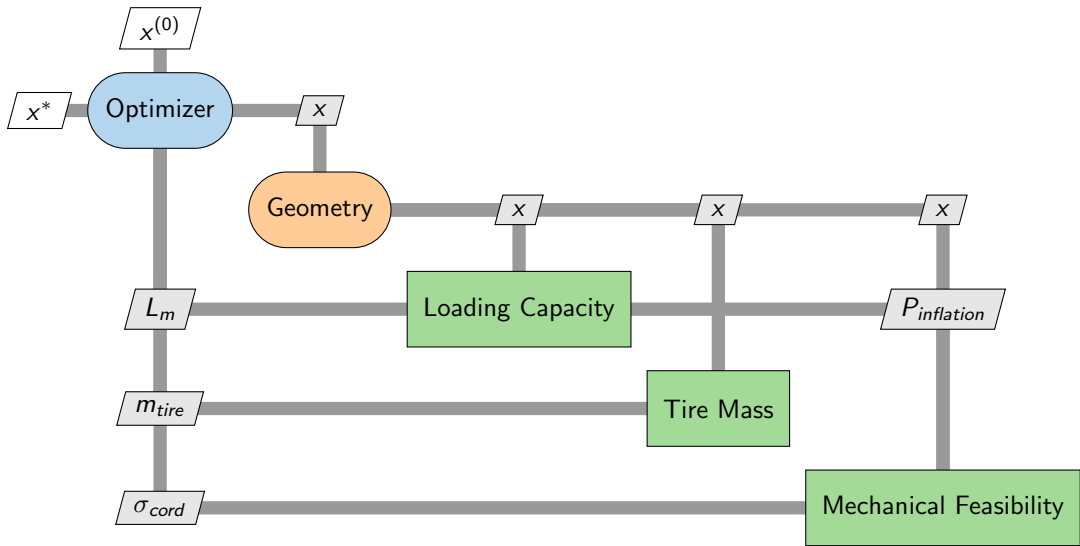 x^(0)
x* Optimizer x
Geometry x x x
L_m Loading Capacity P_inflation
m_tire Tire Mass
σ_cord Mechanical Feasibility